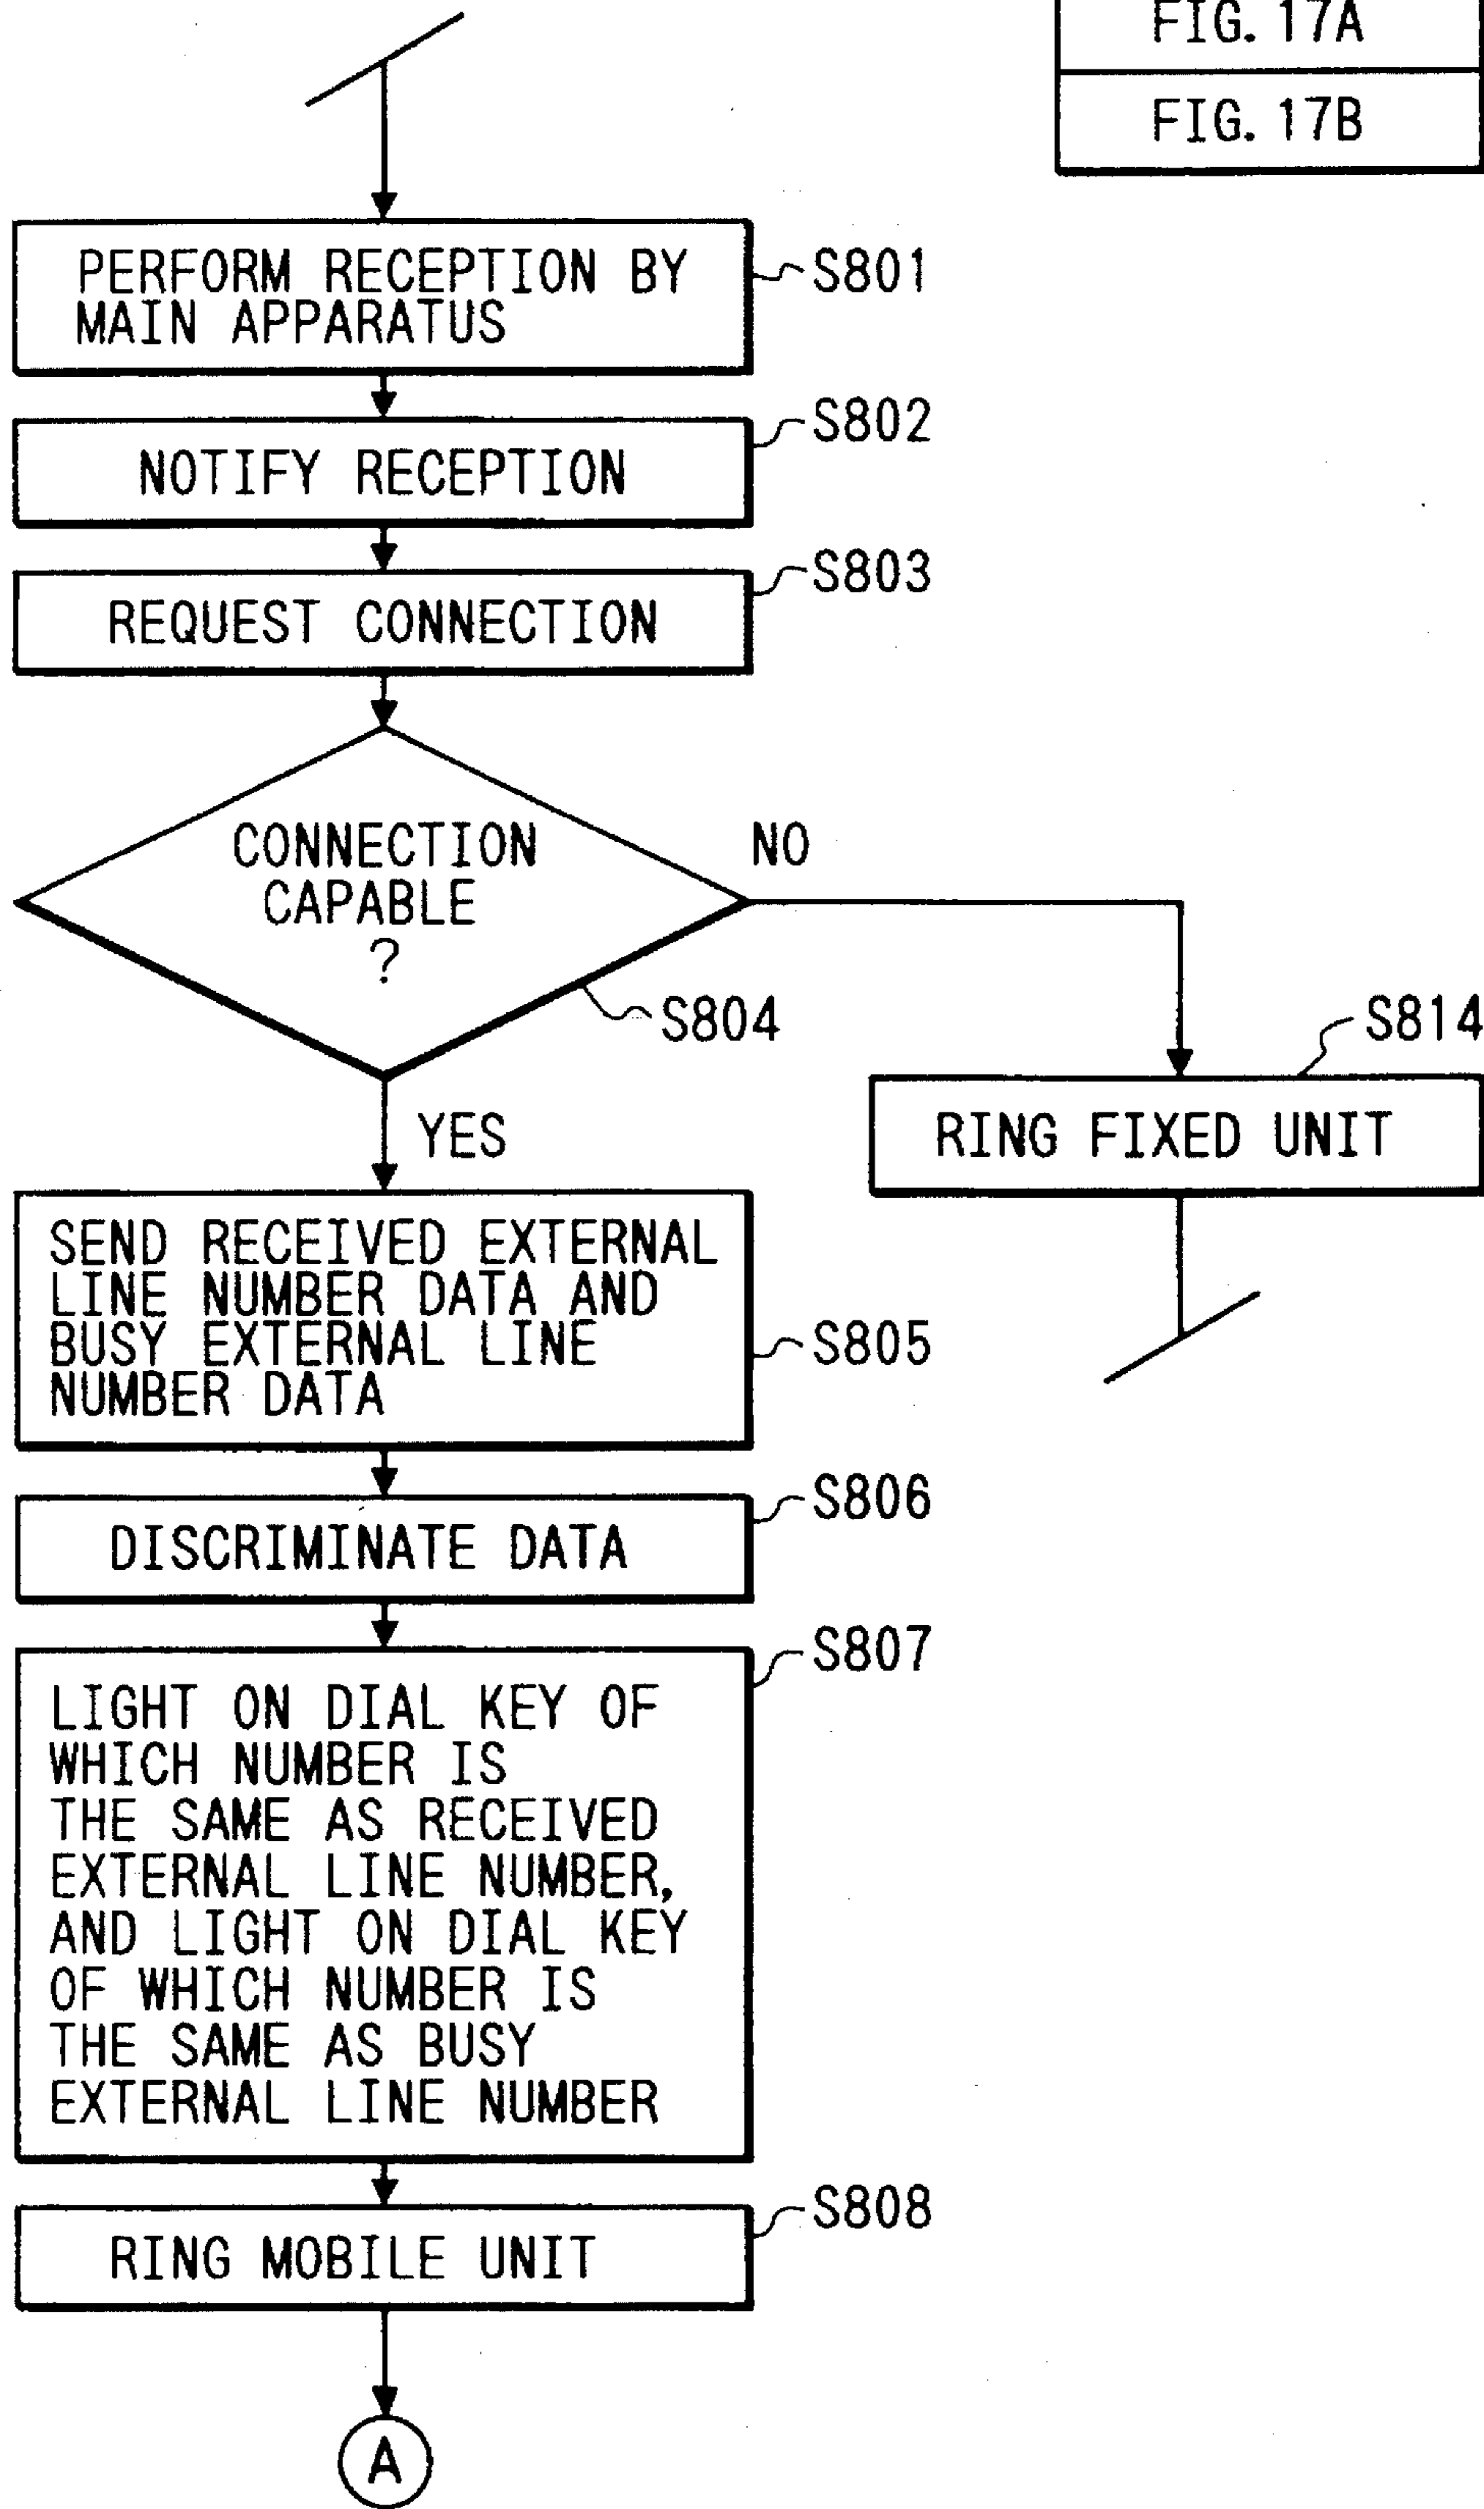 FIG. 17A
FIG. 17B
PERFORM RECEPTION BY
MAIN APPARATUS
S801
NOTIFY RECEPTION
S802
REQUEST CONNECTION
S803
CONNECTION
CAPABLE
?
NO
S804
YES
S814
RING FIXED UNIT
SEND RECEIVED EXTERNAL
LINE NUMBER DATA AND
BUSY EXTERNAL LINE
NUMBER DATA
S805
DISCRIMINATE DATA
S806
LIGHT ON DIAL KEY OF
WHICH NUMBER IS
THE SAME AS RECEIVED
EXTERNAL LINE NUMBER,
AND LIGHT ON DIAL KEY
OF WHICH NUMBER IS
THE SAME AS BUSY
EXTERNAL LINE NUMBER
S807
RING MOBILE UNIT
S808
A